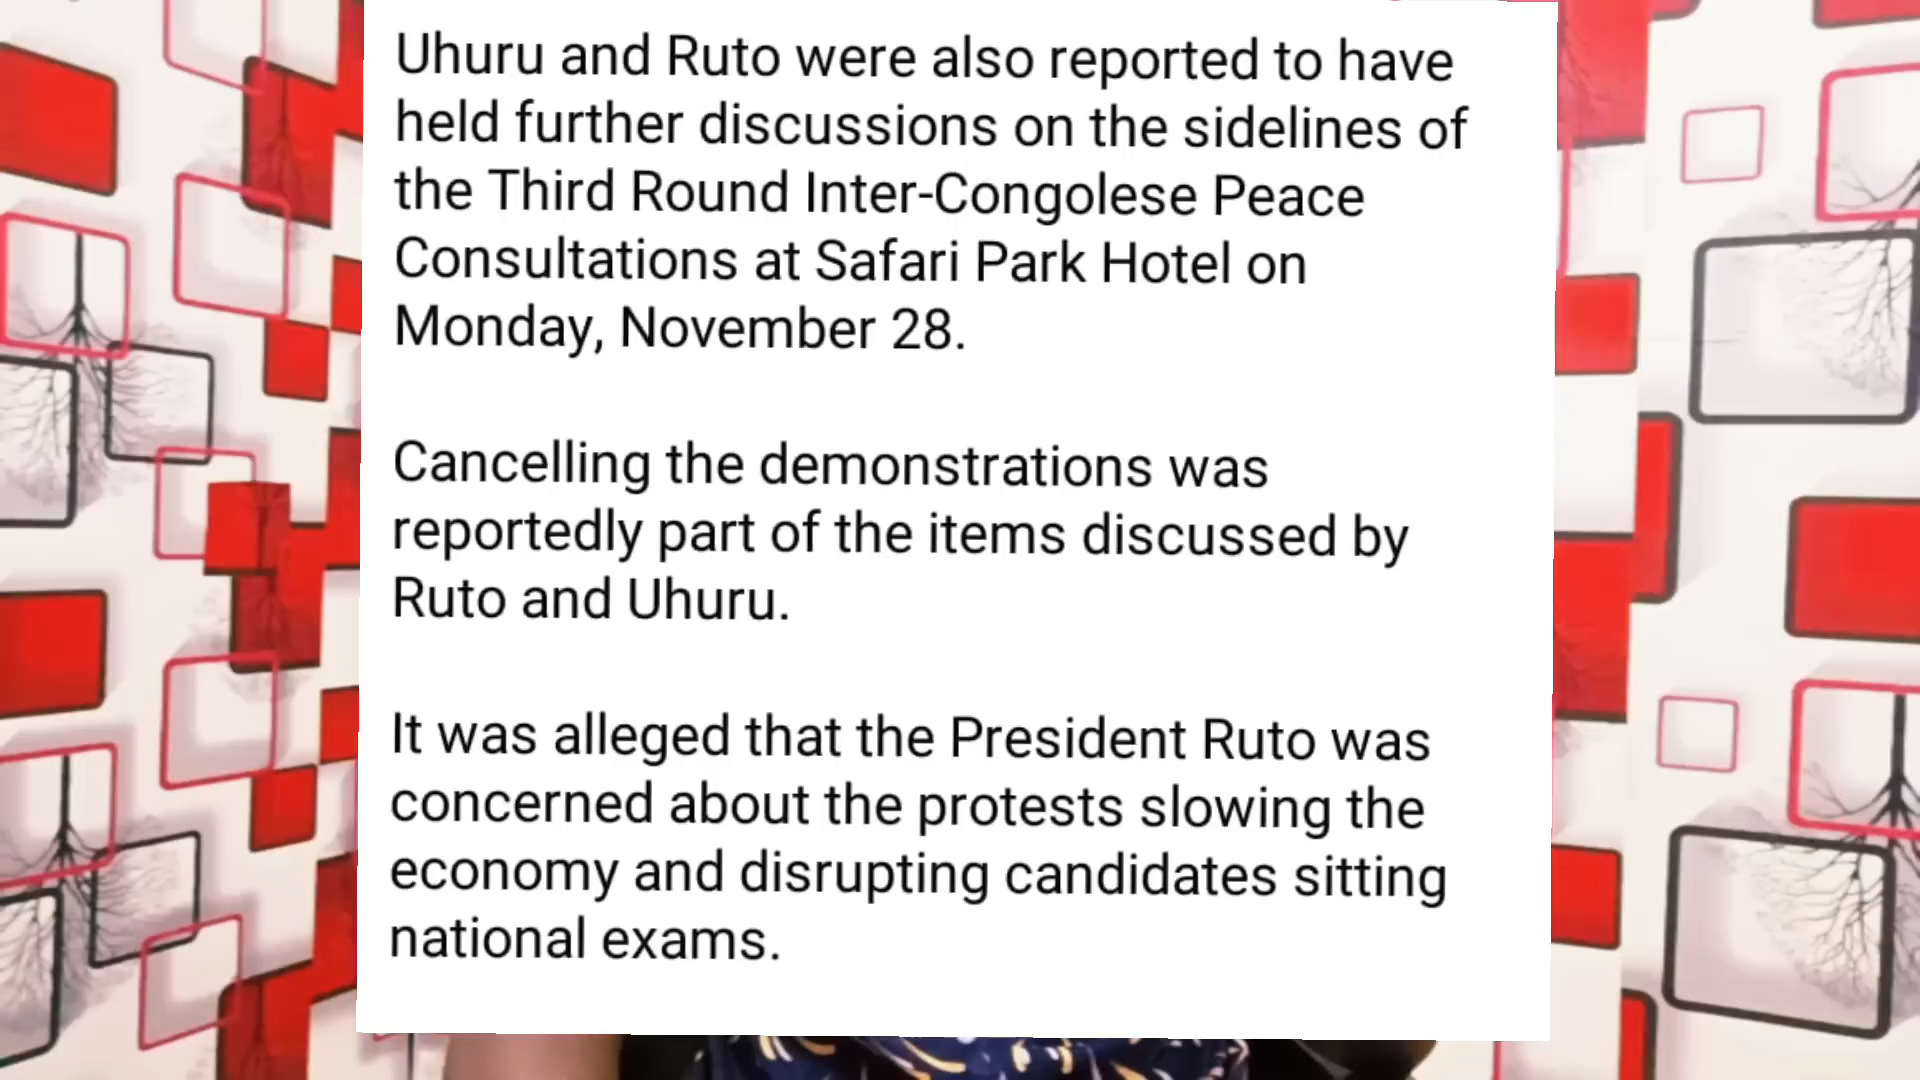 Uhuru and Ruto were also reported to have
held further discussions on the sidelines of
the Third Round Inter-Congolese Peace
Consultations at Safari Park Hotel on
Monday, November 28.
Cancelling the demonstrations was
reportedly part of the items discussed by
Ruto and Uhuru.
It was alleged that the President Ruto was
concerned about the protests slowing the
economy and disrupting candidates sitting
national exams.